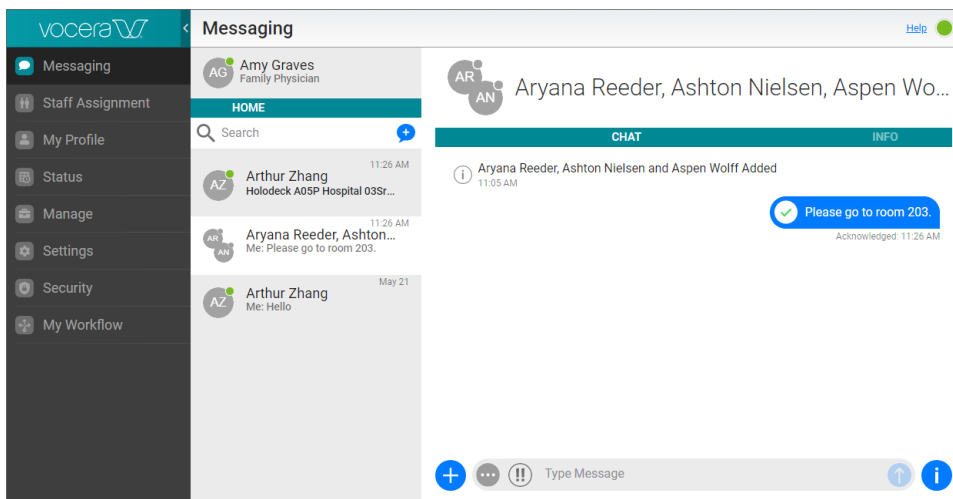 vocera
Messaging
Help
Messaging
Staff Assignment
My Profile
Status
Manage
Settings
Security
My Workflow
AG
Amy Graves
Family Physician
HOME
Search
11:26 AM
AZ
Arthur Zhang
Holodeck A05P Hospital 03Sr...
11:26 AM
AR
AN
Aryana Reeder, Ashton...
Me: Please go to room 203.
May 21
AZ
Arthur Zhang
Me: Hello
AR
AN
Aryana Reeder, Ashton Nielsen, Aspen Wo...
CHAT
INFO
Aryana Reeder, Ashton Nielsen and Aspen Wolff Added
11:05 AM
Please go to room 203.
Acknowledged: 11:26 AM
Type Message